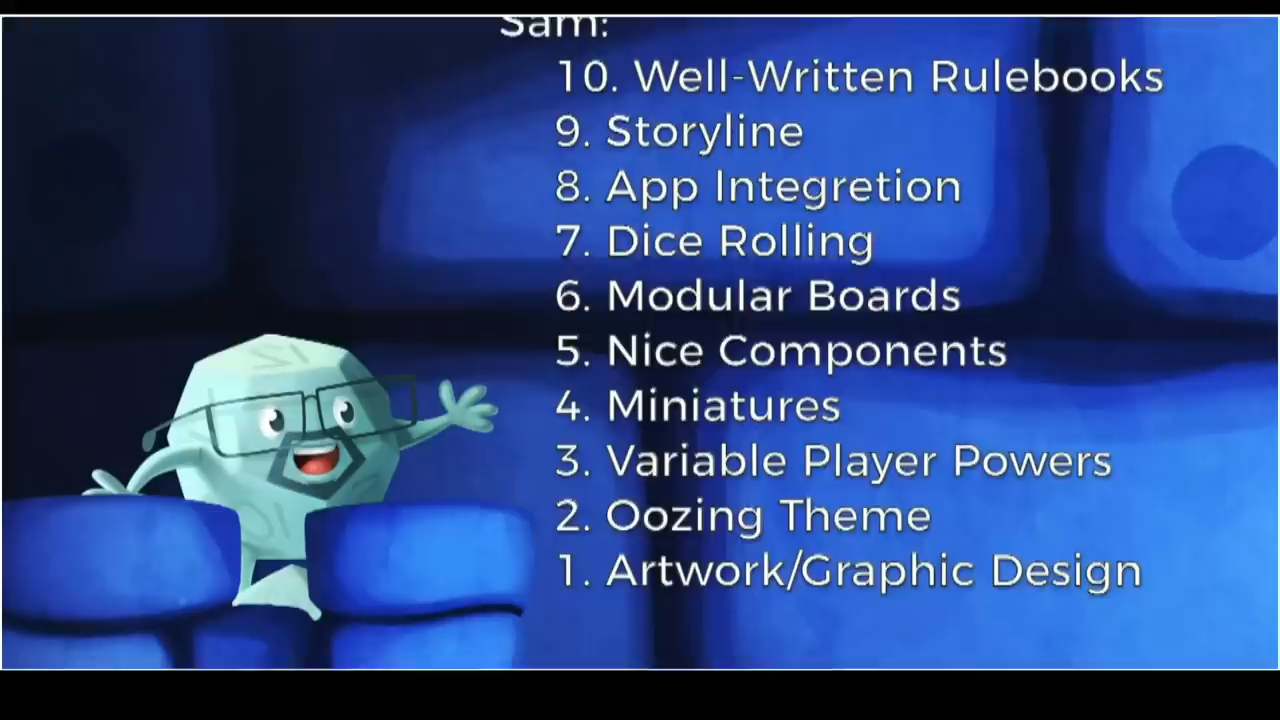 Sam:
10. Well-Written Rulebooks
9. Storyline
8. App Integretion
7. Dice Rolling
6. Modular Boards
5. Nice Components
4. Miniatures
3. Variable Player Powers
2. Oozing Theme
1. Artwork/Graphic Design